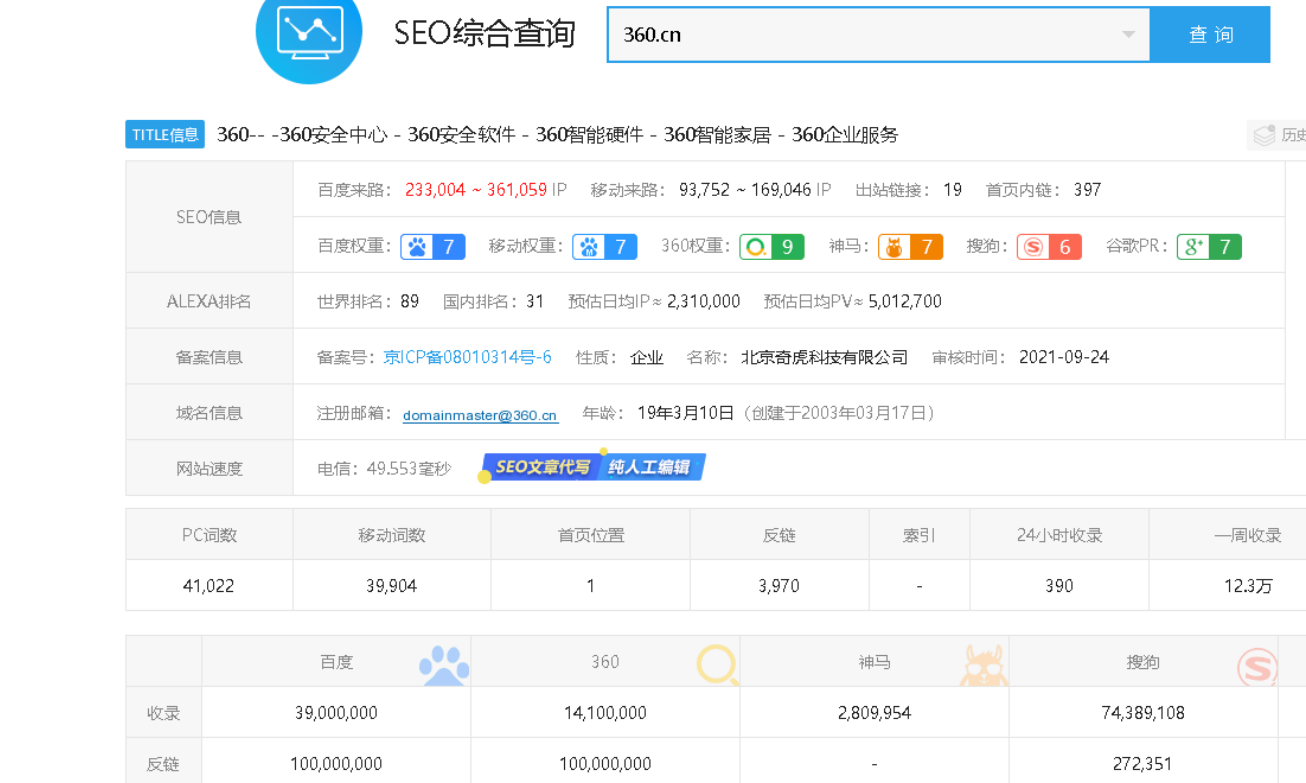 SEO综合查询 360.cn 查 询
TITLE信息 360-- -360安全中心 - 360安全软件 - 360智能硬件 - 360智能家居 - 360企业服务 历史
SEO信息
百度来路： 233,004 ~ 361,059 IP 移动来路： 93,752 ~ 169,046 IP 出站链接： 19 首页内链： 397
百度权重： 7 移动权重： 7 360权重： 9 神马： 7 搜狗： S 6 谷歌PR： g+ 7
ALEXA排名 世界排名： 89 国内排名： 31 预估日均IP≈ 2,310,000 预估日均PV≈ 5,012,700
备案信息 备案号： 京ICP备08010314号-6 性质： 企业 名称： 北京奇虎科技有限公司 审核时间： 2021-09-24
域名信息 注册邮箱： domainmaster@360.cn 年龄： 19年3月10日（创建于2003年03月17日）
网站速度 电信：49.553毫秒 SEO文章代写 纯人工编辑
PC词数 移动词数 首页位置 反链 索引 24小时收录 一周收录
41,022 39,904 1 3,970 - 390 12.3万
百度 360 神马 搜狗 S
收录 39,000,000 14,100,000 2,809,954 74,389,108
反链 100,000,000 100,000,000 - 272,351